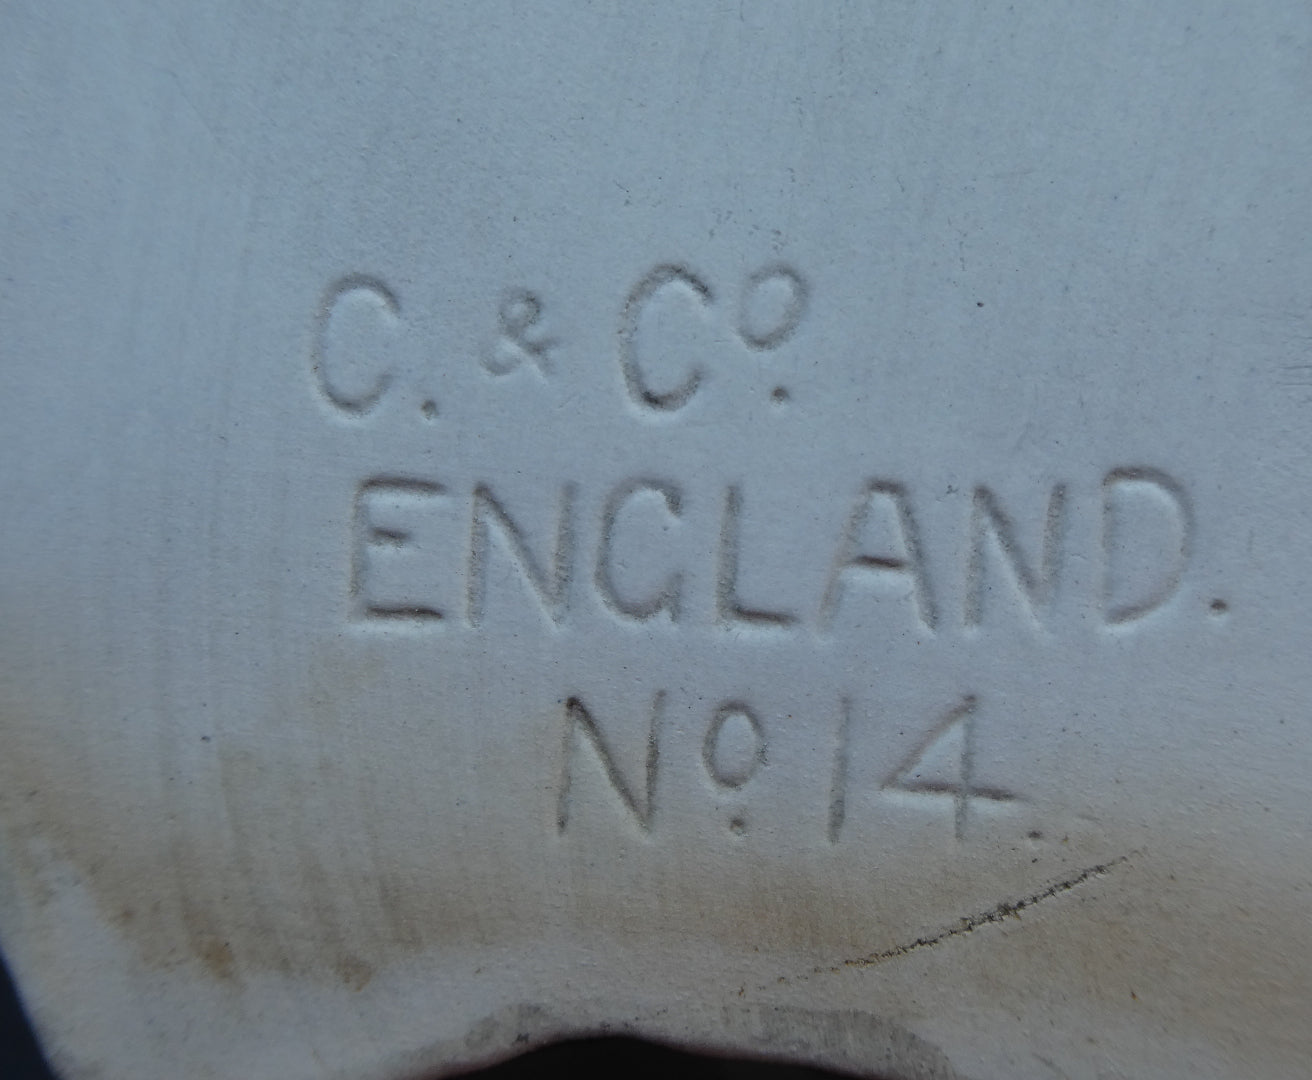 C. & Cº.
ENGLAND.
Nº. 14.